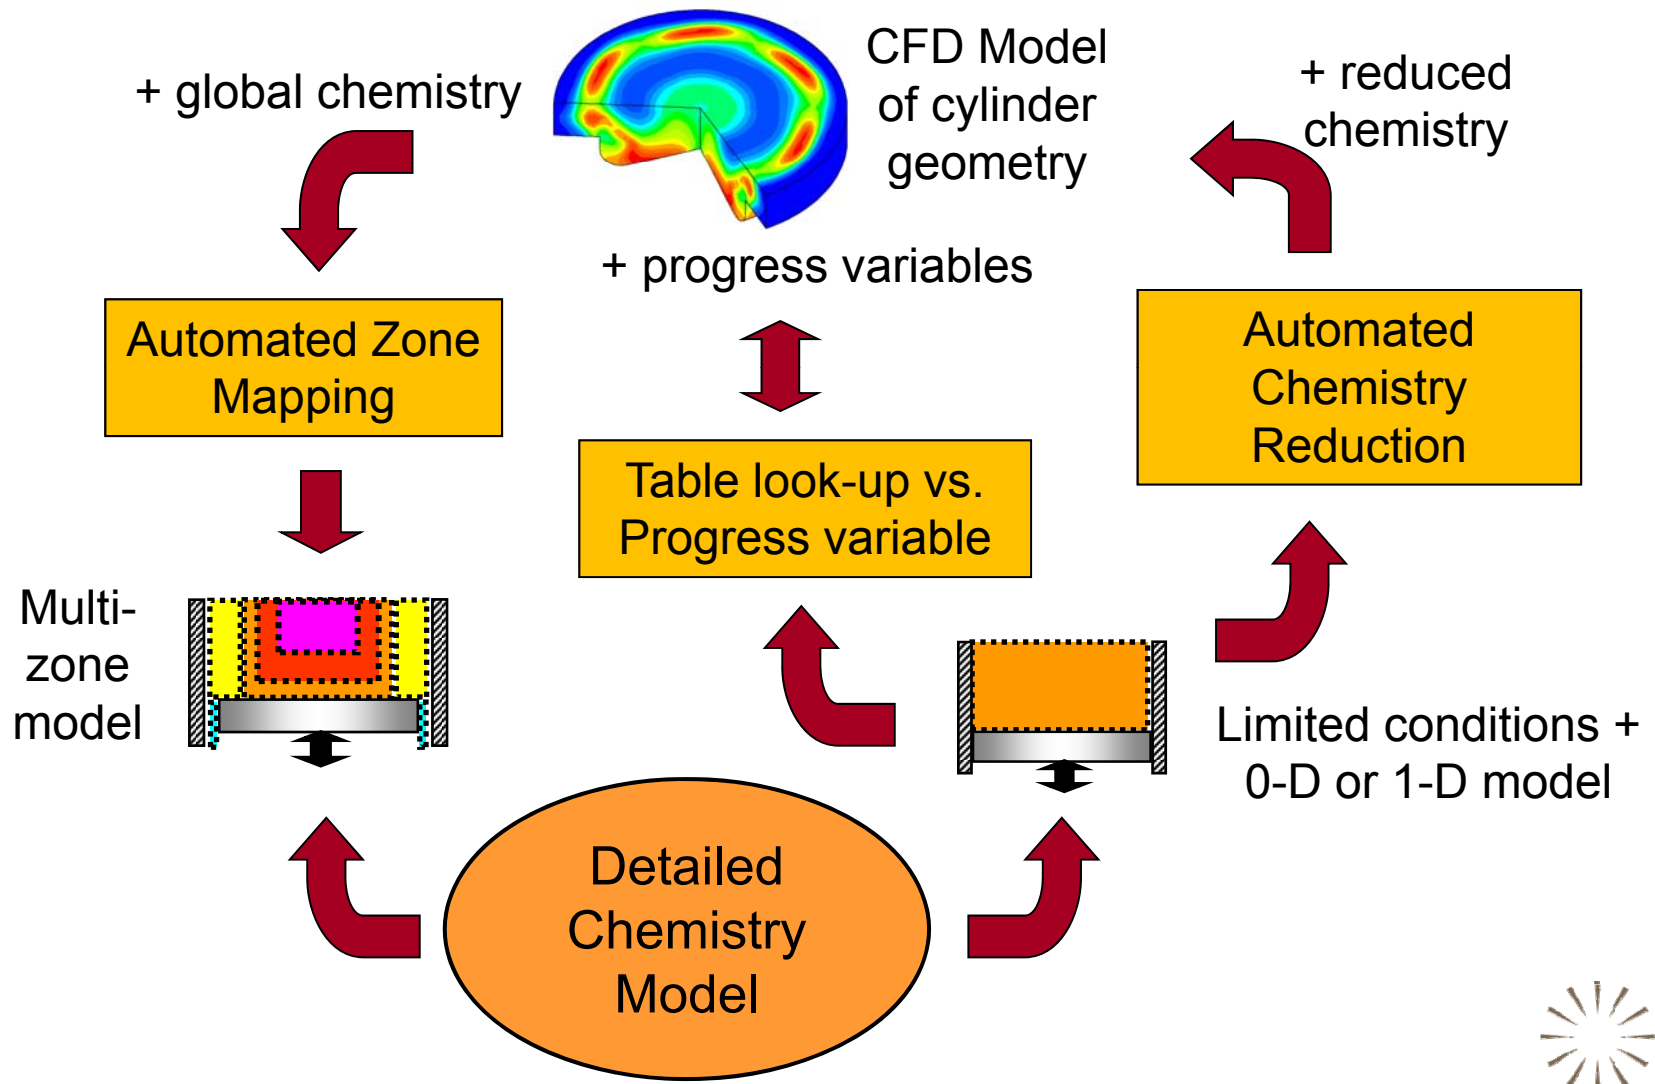 + global chemistry
CFD Model
of cylinder
geometry
+ reduced
chemistry
+ progress variables
Automated Zone
Mapping
Automated
Chemistry
Reduction
Table look-up vs.
Progress variable
Multi-
zone
model
Limited conditions +
0-D or 1-D model
Detailed
Chemistry
Model